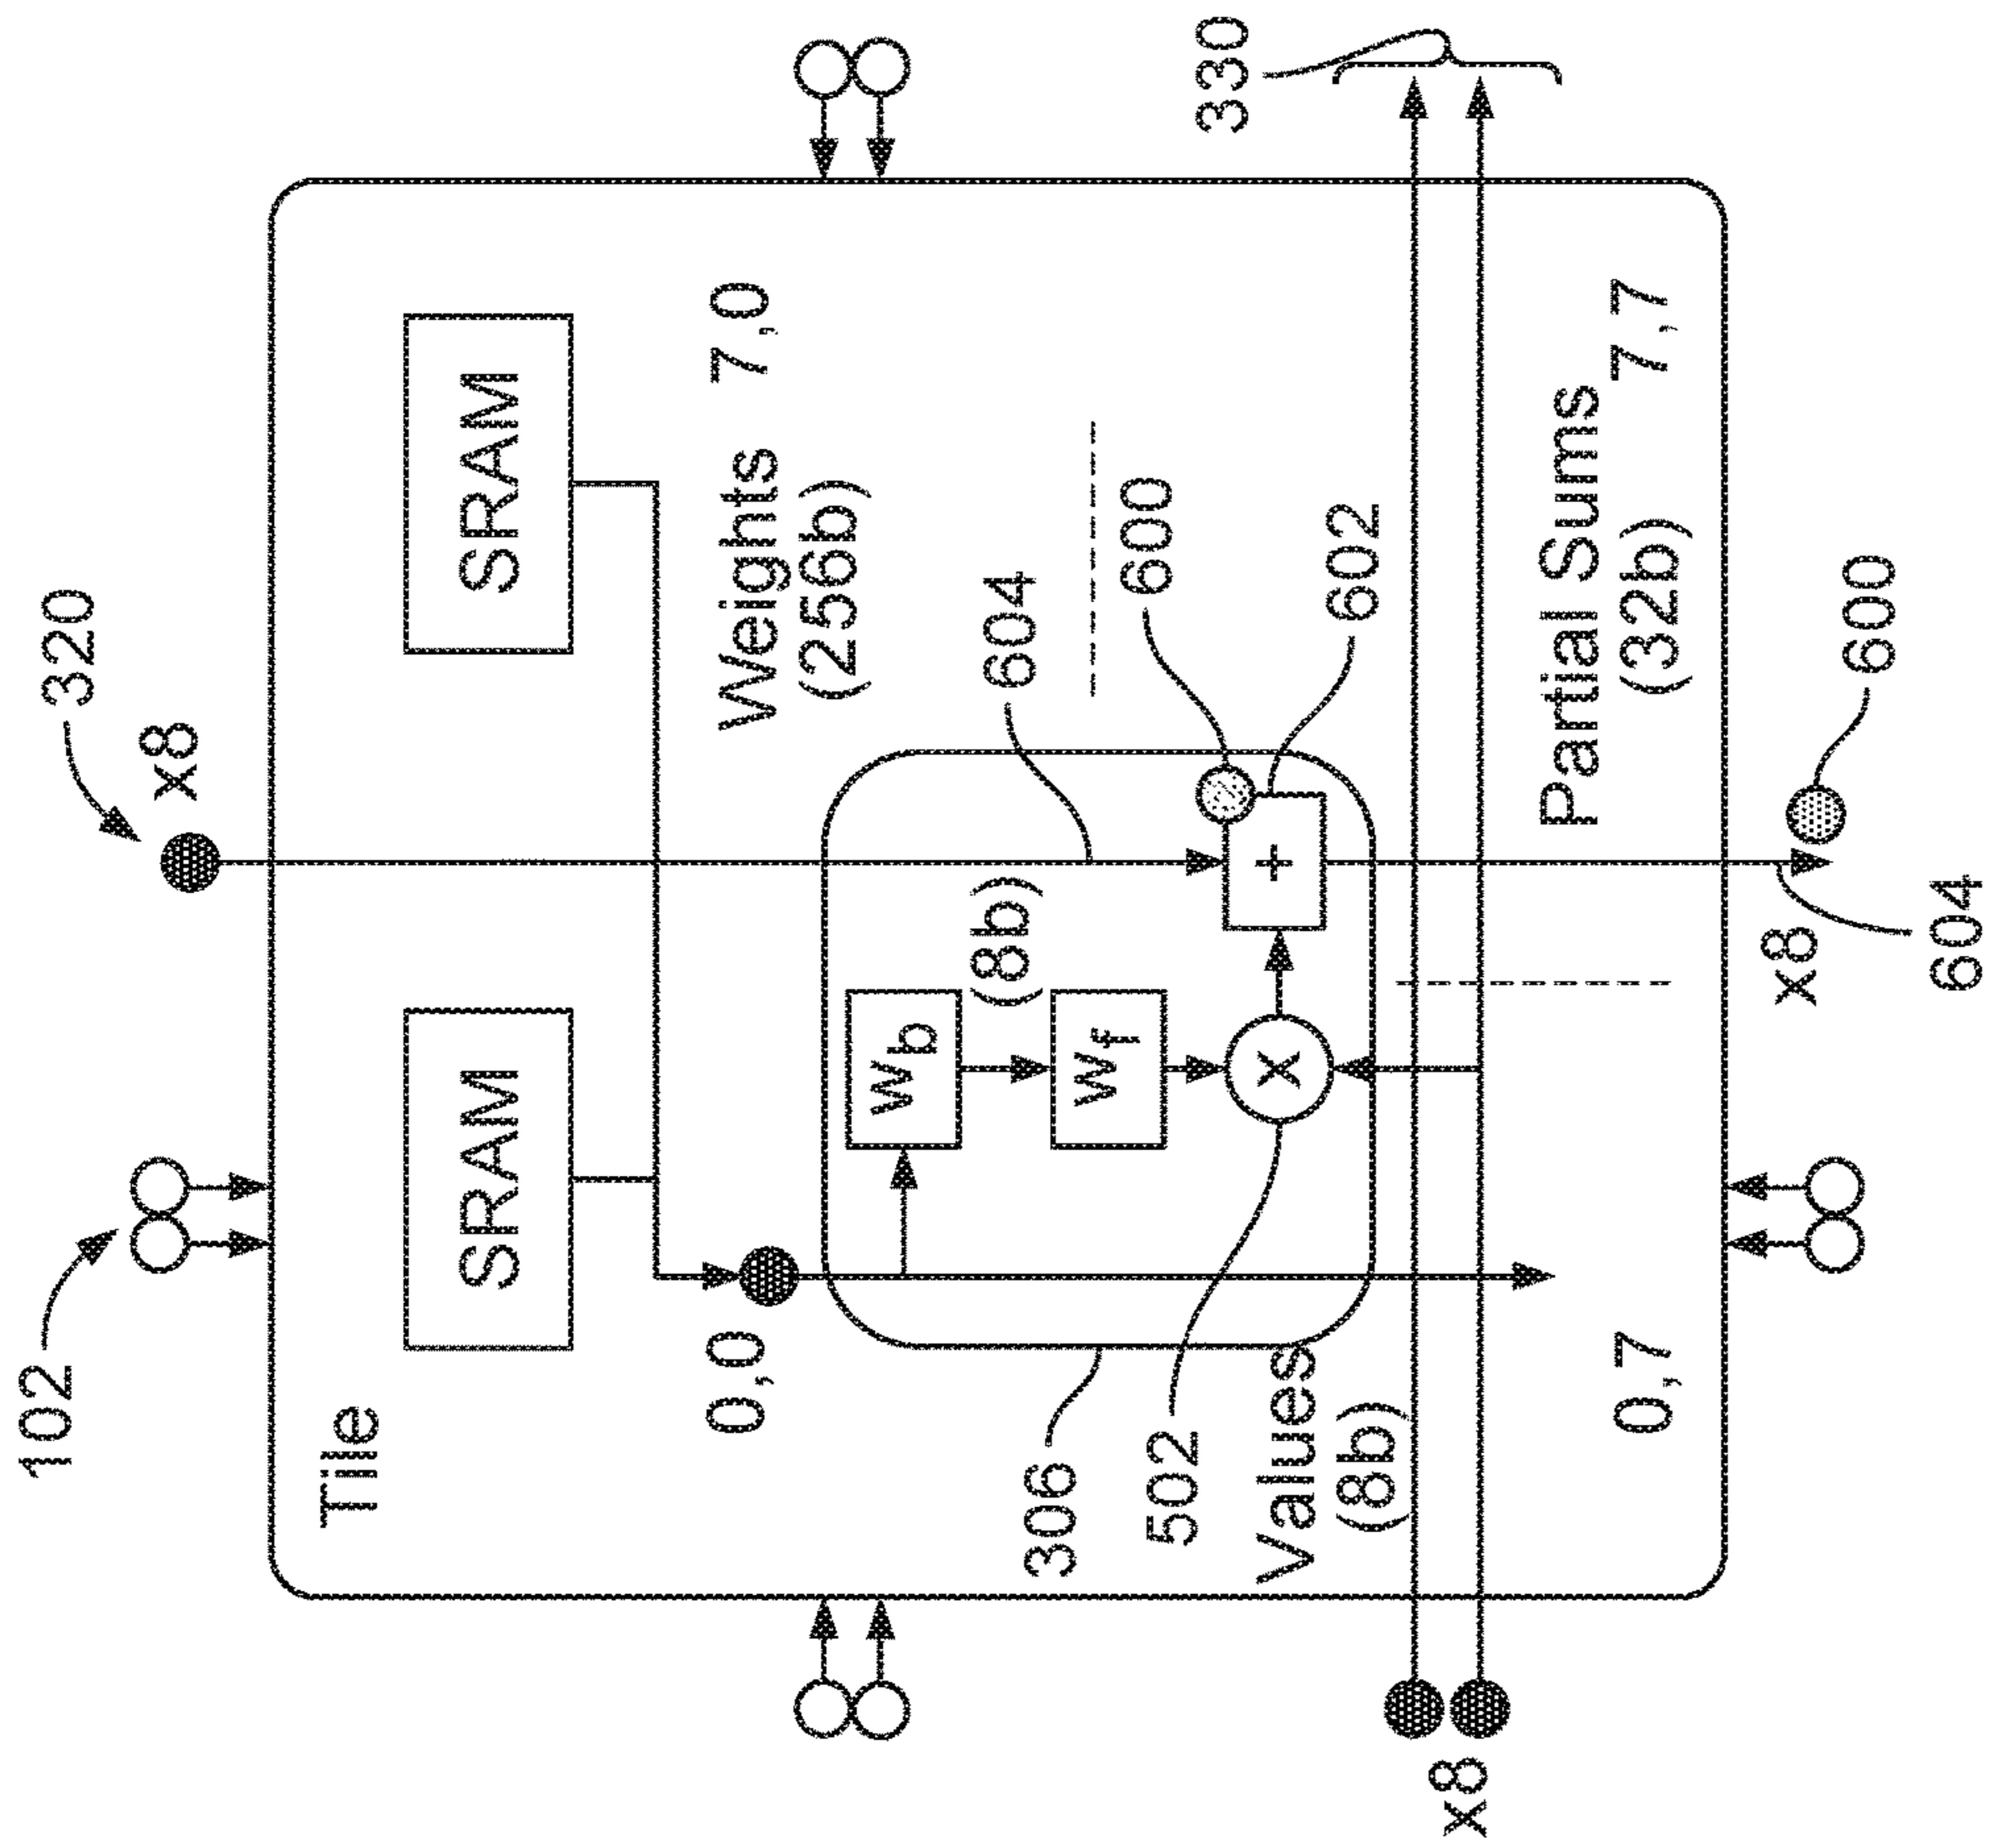 102
320
x8
Tile
SRAM
SRAM
0,0
Weights
(256b)
7,0
Wb
(8b)
Wf
604
600
306
502
x
+
602
330
Values
(8b)
x8
0,7
Partial Sums
(32b)
7,7
x8
604
600